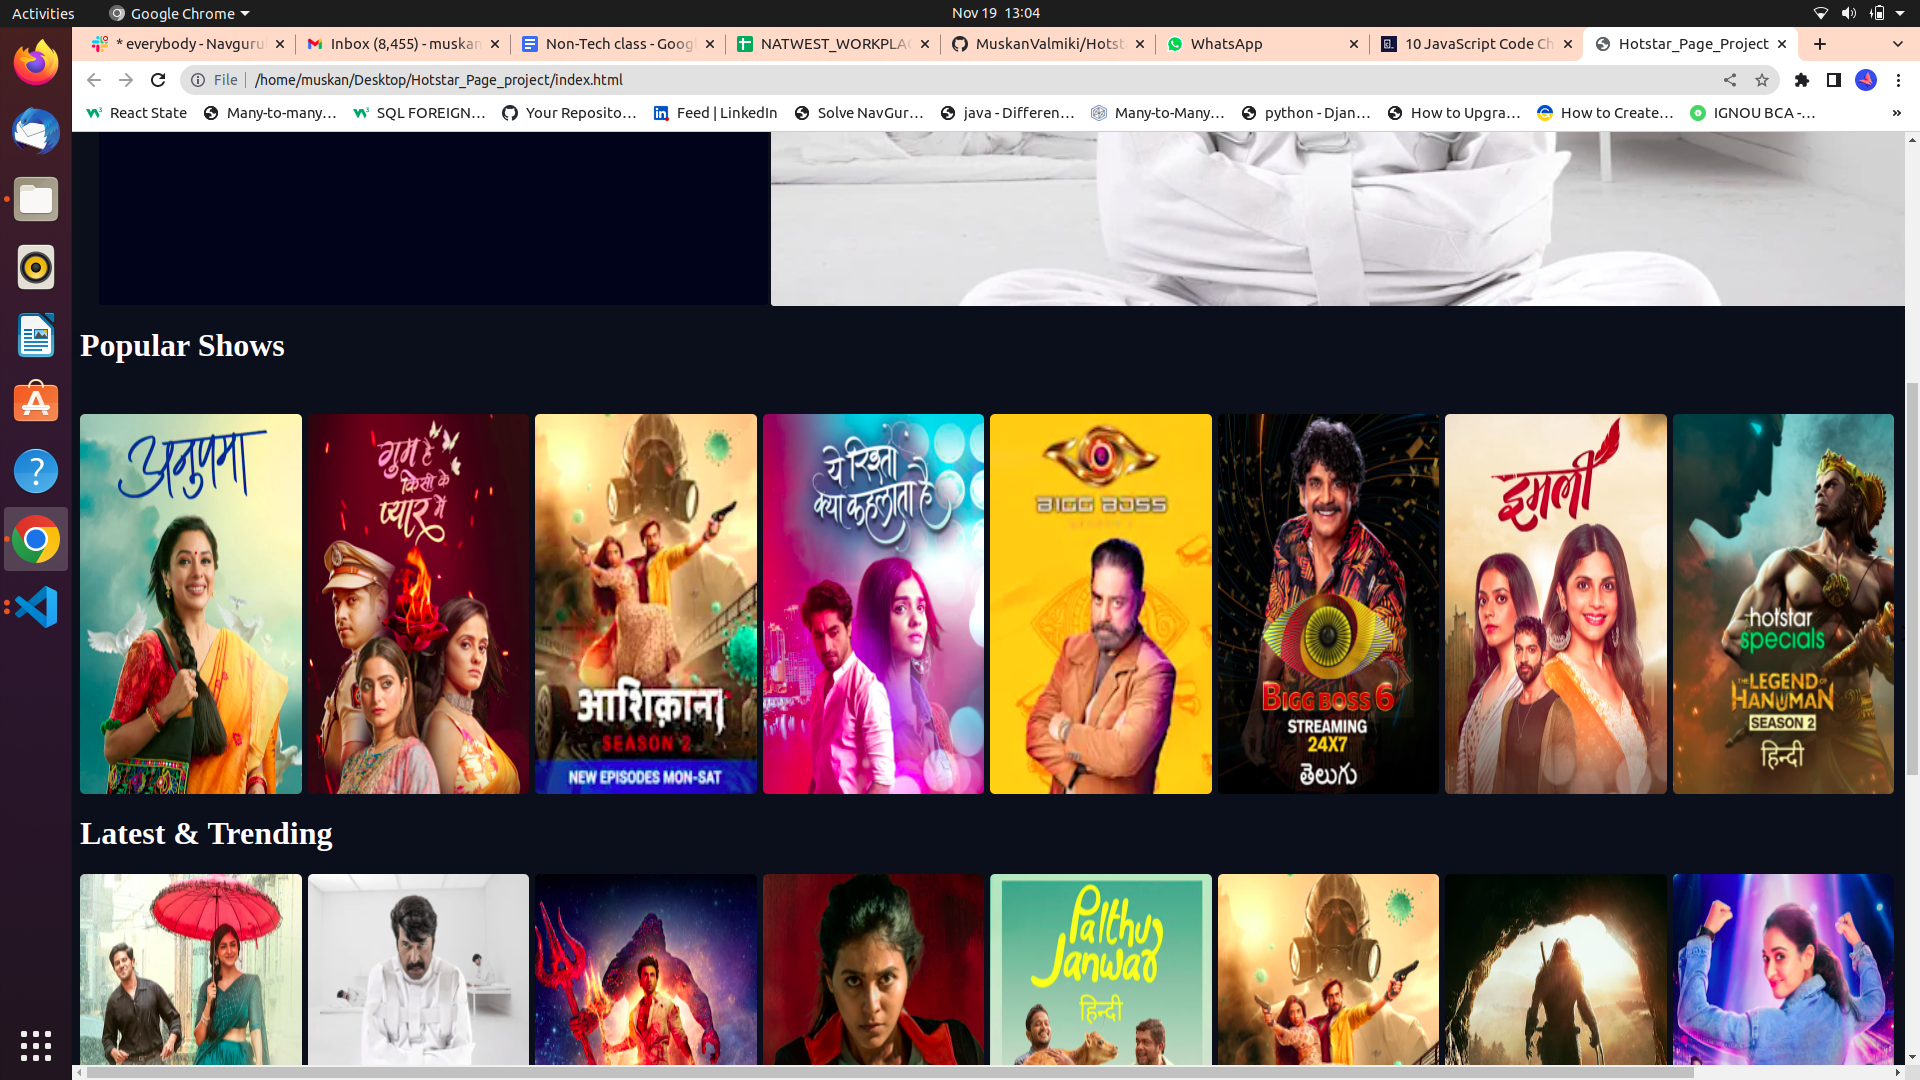 Activities
Google Chrome
Nov 19 13:04
* everybody - Navguru
Inbox (8,455) - muskan
Non-Tech class - Goog
NATWEST_WORKPLA
MuskanValmiki/Hotst
WhatsApp
10 JavaScript Code Ch
Hotstar_Page_Project
File
/home/muskan/Desktop/Hotstar_Page_project/index.html
React State
Many-to-many...
SQL FOREIGN...
Your Reposito...
Feed | LinkedIn
Solve NavGur...
java - Differen...
Many-to-Many...
python - Djan...
How to Upgra...
How to Create...
IGNOU BCA -...
»
Popular Shows
अनुपमा
गुम है
किसी के
प्यार में
आशिक़ाना
SEASON 2
NEW EPISODES MON-SAT
ये रिश्ता
क्या कहलाता है
BIGG BOSS
BIGG BOSS 6
STREAMING
24X7
తెలుగు
इमली
hotstar
specials
THE LEGEND OF
HANUMAN
SEASON 2
हिन्दी
Latest & Trending
Palthu
Janwar
हिन्दी